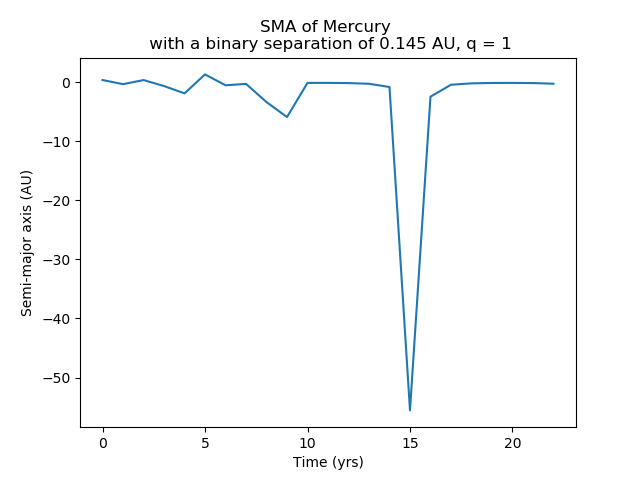 SMA of Mercury
with a binary separation of 0.145 AU, q = 1
0
−10
−20
−30
−40
−50
Semi-major axis (AU)
0 5 10 15 20
Time (yrs)